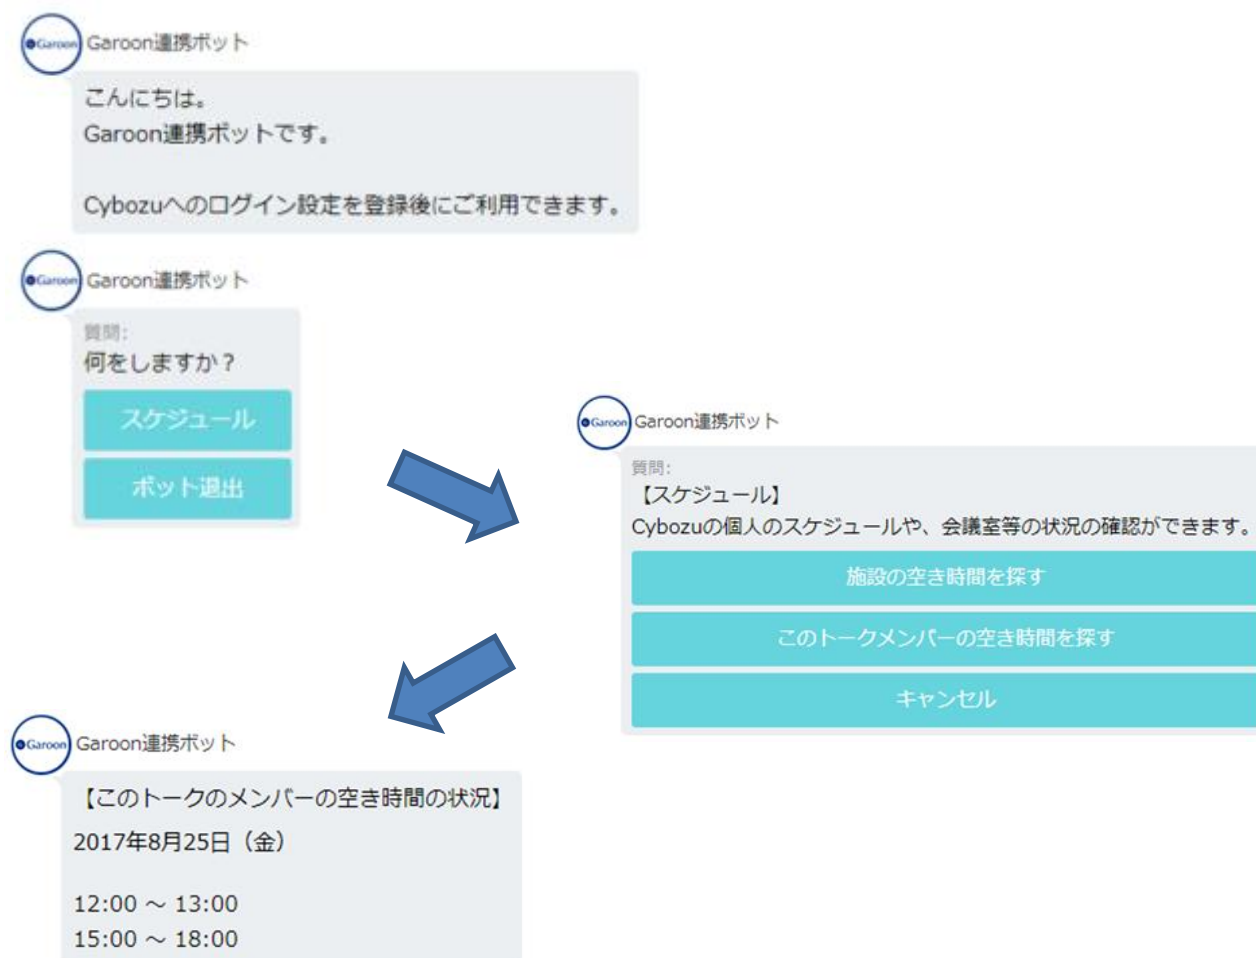 Garoon
Garoon連携ボット
こんにちは。
Garoon連携ボットです。
Cybozuへのログイン設定を登録後にご利用できます。
Garoon
Garoon連携ボット
質問:
何をしますか？
スケジュール
ボット退出
Garoon
Garoon連携ボット
質問:
【スケジュール】
Cybozuの個人のスケジュールや、会議室等の状況の確認ができます。
施設の空き時間を探す
このトークメンバーの空き時間を探す
キャンセル
Garoon
Garoon連携ボット
【このトークのメンバーの空き時間の状況】
2017年8月25日（金）
12:00 ～ 13:00
15:00 ～ 18:00